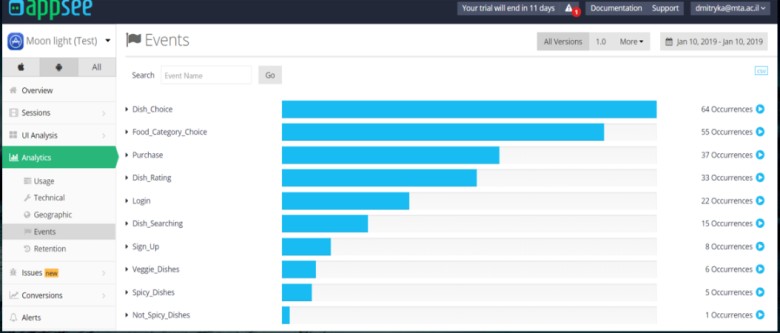 appsee
Your trial will end in 11 days
1
Documentation
Support
dmitryka@mta.ac.il
Moon light (Test)
Events
All Versions
1.0
More
Jan 10, 2019 - Jan 10, 2019
All
Search
Event Name
Go
csv
Overview
Sessions
UI Analysis
Analytics
Usage
Technical
Geographic
Events
Retention
Issues new
Conversions
Alerts
Dish_Choice 64 Occurrences
Food_Category_Choice 55 Occurrences
Purchase 37 Occurrences
Dish_Rating 33 Occurrences
Login 22 Occurrences
Dish_Searching 15 Occurrences
Sign_Up 8 Occurrences
Veggie_Dishes 6 Occurrences
Spicy_Dishes 5 Occurrences
Not_Spicy_Dishes 1 Occurrences